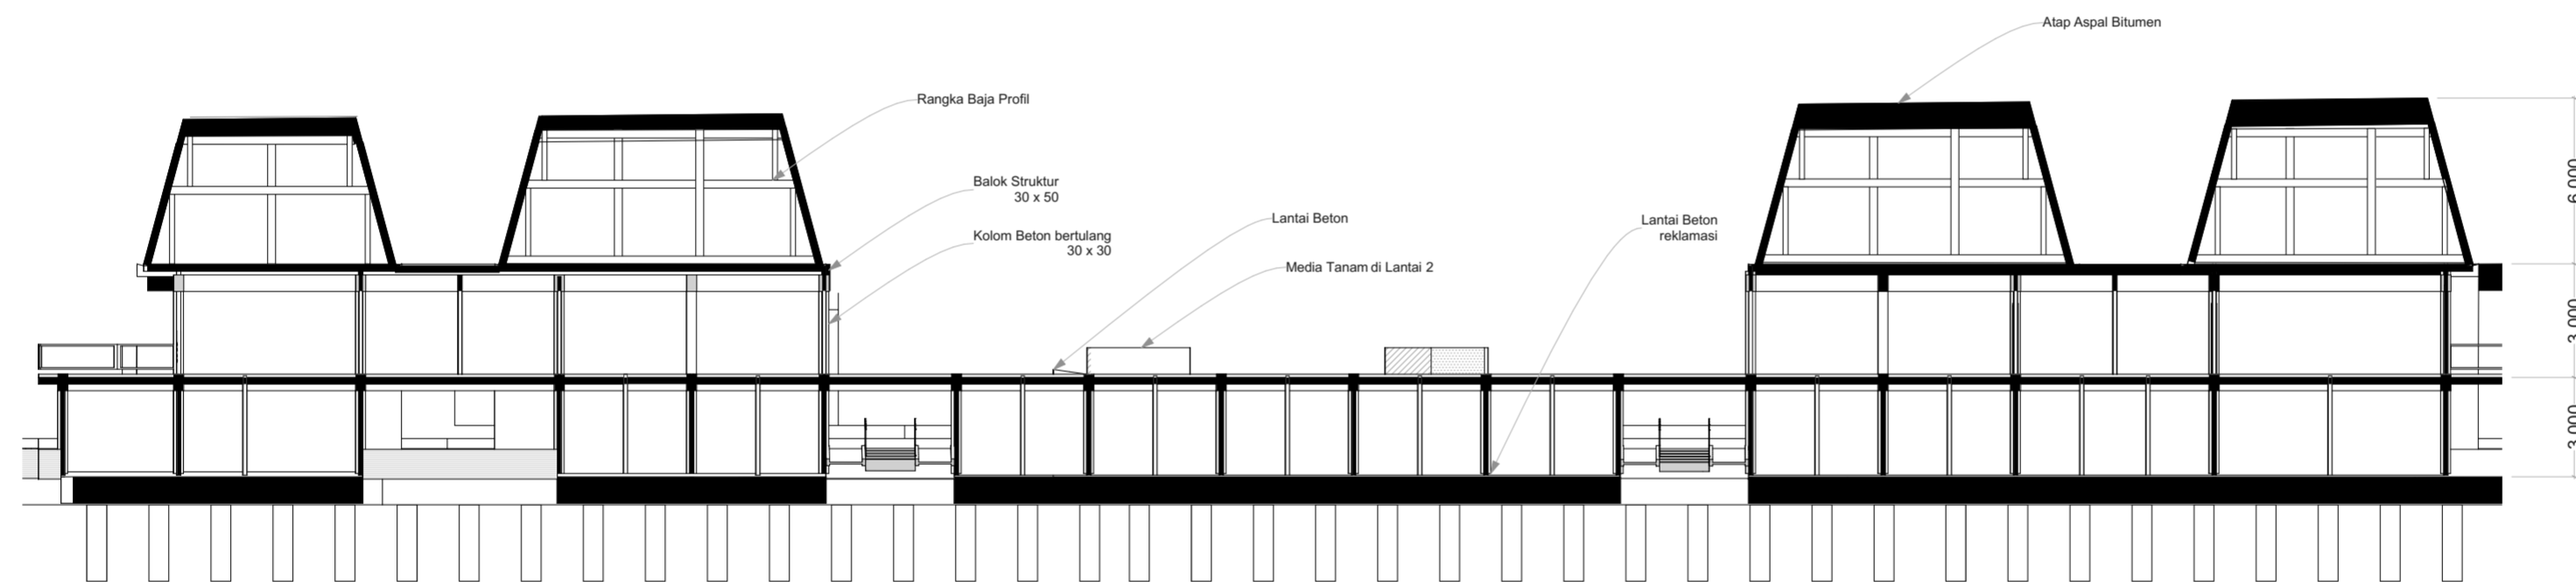 Atap Aspal Bitumen
Rangka Baja Profil
Balok Struktur
30 x 50
Kolom Beton bertulang
30 x 30
Lantai Beton
Media Tanam di Lantai 2
Lantai Beton
reklamasi
6.000
3.000
3.000